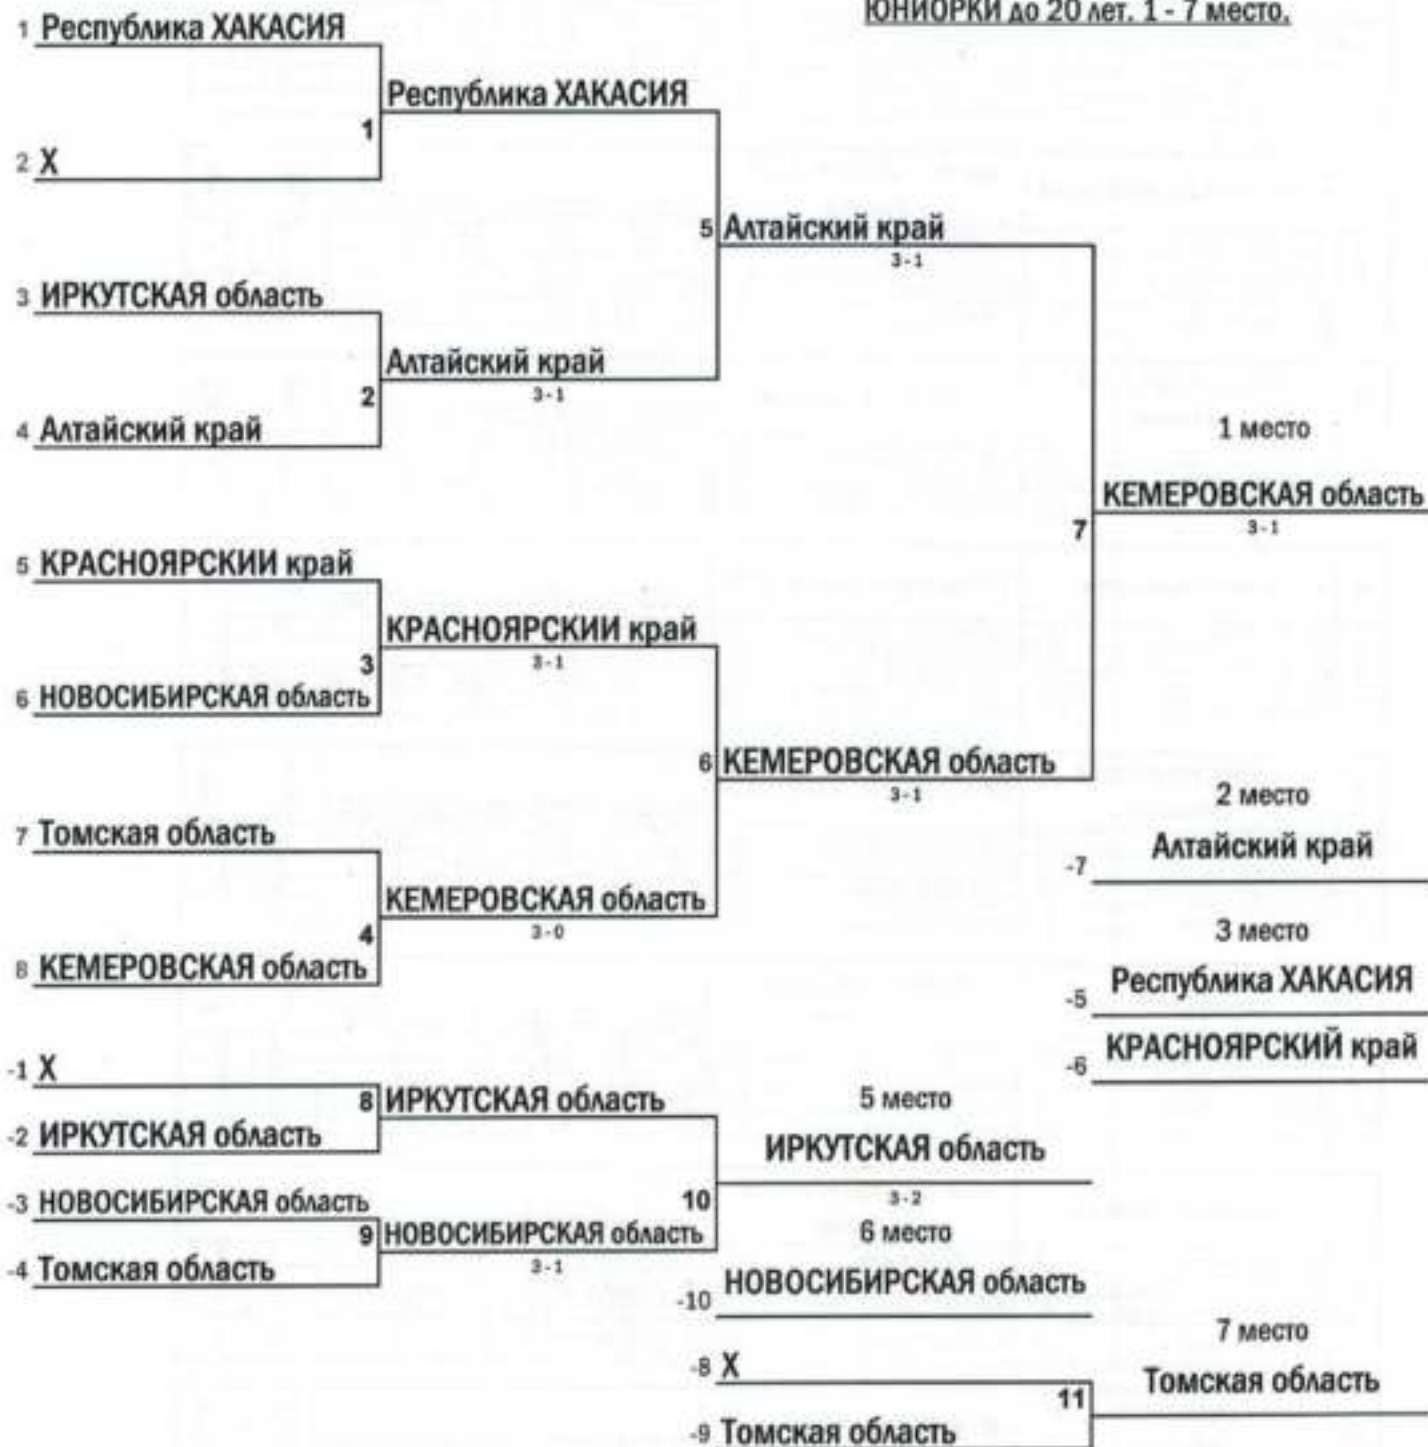 ЮНИОРКИ до 20 лет. 1 - 7 место.
1 Республика ХАКАСИЯ
Республика ХАКАСИЯ
1
2 X
5 Алтайский край
3-1
3 ИРКУТСКАЯ область
Алтайский край
3-1
2
4 Алтайский край
1 место
КЕМЕРОВСКАЯ область
3-1
7
5 КРАСНОЯРСКИИ край
КРАСНОЯРСКИИ край
3-1
3
6 НОВОСИБИРСКАЯ область
6 КЕМЕРОВСКАЯ область
3-1
2 место
7 Томская область
-7 Алтайский край
КЕМЕРОВСКАЯ область
3-0
4
3 место
8 КЕМЕРОВСКАЯ область
-5 Республика ХАКАСИЯ
-6 КРАСНОЯРСКИЙ край
-1 X
8 ИРКУТСКАЯ область
5 место
-2 ИРКУТСКАЯ область
ИРКУТСКАЯ область
3-2
-3 НОВОСИБИРСКАЯ область
10
9 НОВОСИБИРСКАЯ область
3-1
6 место
-4 Томская область
-10 НОВОСИБИРСКАЯ область
7 место
-8 X
11 Томская область
-9 Томская область